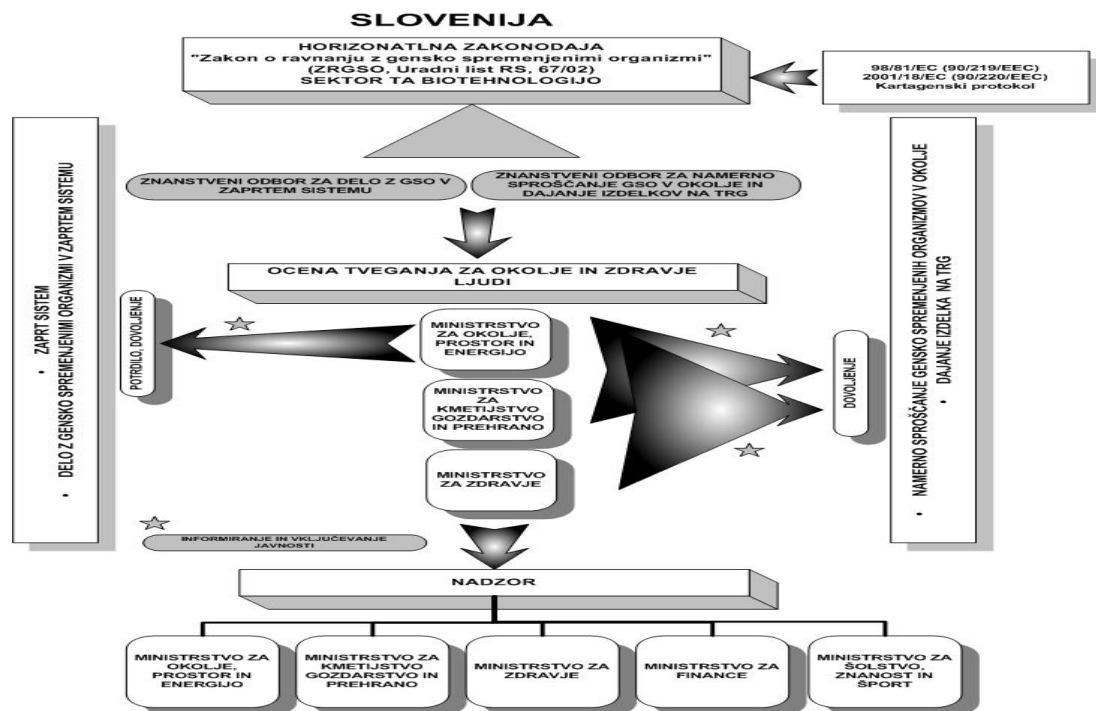 SLOVENIJA
HORIZONATLNA ZAKONODAJA
"Zakon o ravnanju z gensko spremenjenimi organizmi"
(ZRGSO, Uradni list RS, 67/02)
SEKTOR TA BIOTEHNOLOGIJO
98/81/EC (90/219/EEC)
2001/18/EC (90/220/EEC)
Kartagenski protokol
• ZAPRT SISTEM
• DELO Z GENSKO SPREMENJENIMI ORGANIZMI V ZAPRTEM SISTEMU
ZNANSTVENI ODBOR ZA DELO Z GSO V
ZAPRTEM SISTEMU
ZNANSTVENI ODBOR ZA NAMERNO
SPROŠČANJE GSO V OKOLJE IN
DAJANJE IZDELKOV NA TRG
• NAMERNO SPROŠČANJE GENSKO SPREMENJENIH ORGANIZMOV V OKOLJE
• DAJANJE IZDELKA NA TRG
OCENA TVEGANJA ZA OKOLJE IN ZDRAVJE
LJUDI
POTRDILO, DOVOLJENJE
MINISTRSTVO
ZA OKOLJE,
PROSTOR IN
ENERGIJO
DOVOLJENJE
MINISTRSTVO
ZA
KMETIJSTVO
GOZDARSTVO
IN PREHRANO
MINISTRSTVO
ZA ZDRAVJE
INFORMIRANJE IN VKLJUČEVANJE
JAVNOSTI
NADZOR
MINISTRSTVO ZA
OKOLJE,
PROSTOR IN
ENERGIJO
MINISTRSTVO ZA
KMETIJSTVO
GOZDARSTVO IN
PREHRANO
MINISTRSTVO ZA
ZDRAVJE
MINISTRSTVO ZA
FINANCE
MINISTRSTVO ZA
ŠOLSTVO,
ZNANOST IN
ŠPORT